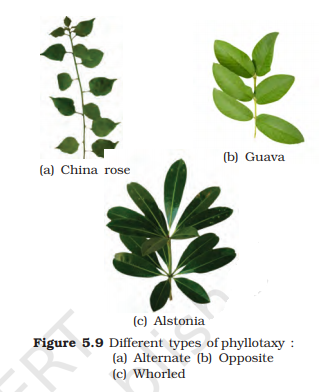 (a) China rose
(b) Guava
(c) Alstonia
Figure 5.9 Different types of phyllotaxy :
(a) Alternate (b) Opposite
(c) Whorled